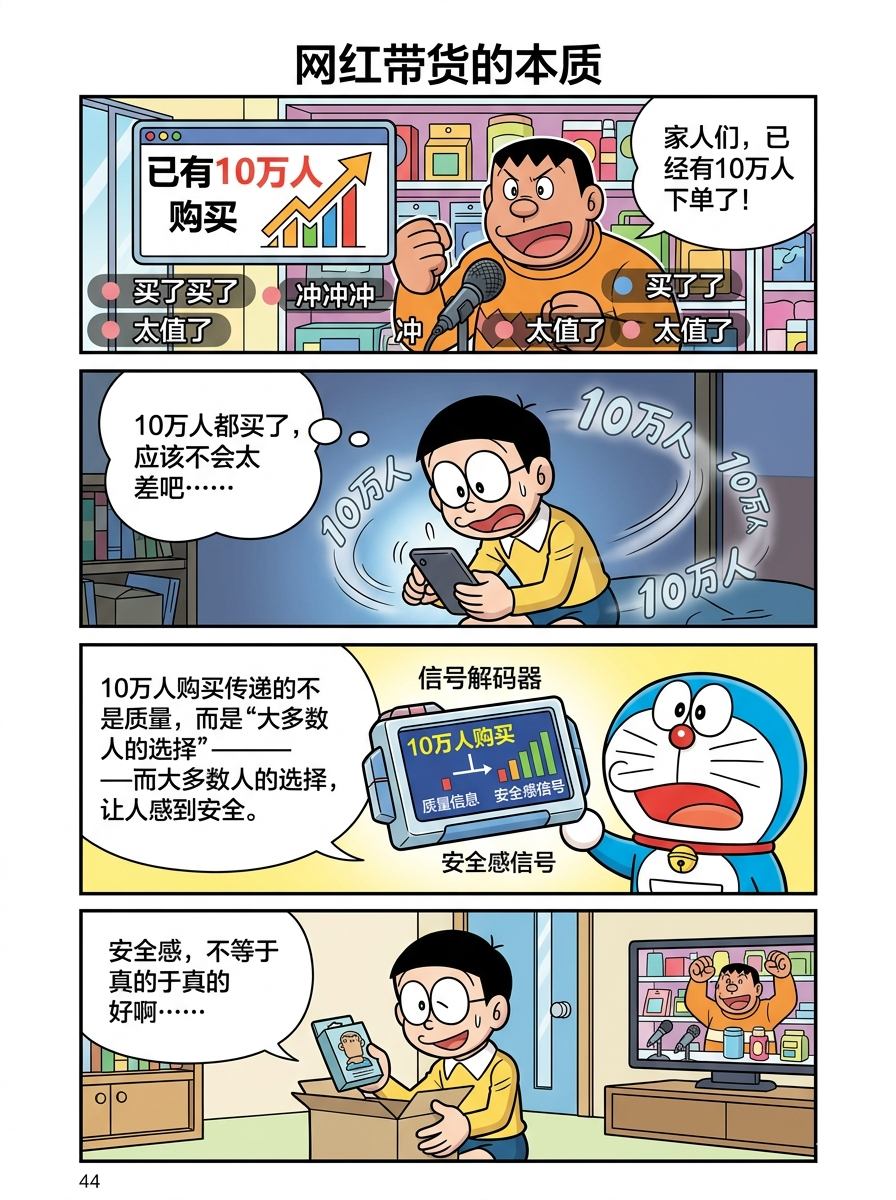 网红带货的本质
已有10万人
购买
家人们，已
经有10万人
下单了！
买了买了
冲冲冲
买了了
太值了
冲
太值了
太值了
10万人都买了，
应该不会太
差吧……
10万人
10万人
10万人
10万人
10万人购买传递的不
是质量，而是“大多数
人的选择”————
—而大多数人的选择，
让人感到安全。
信号解码器
10万人购买
质量信息
安全感信号
安全感信号
安全感，不等于
真的于真的
好啊……
44